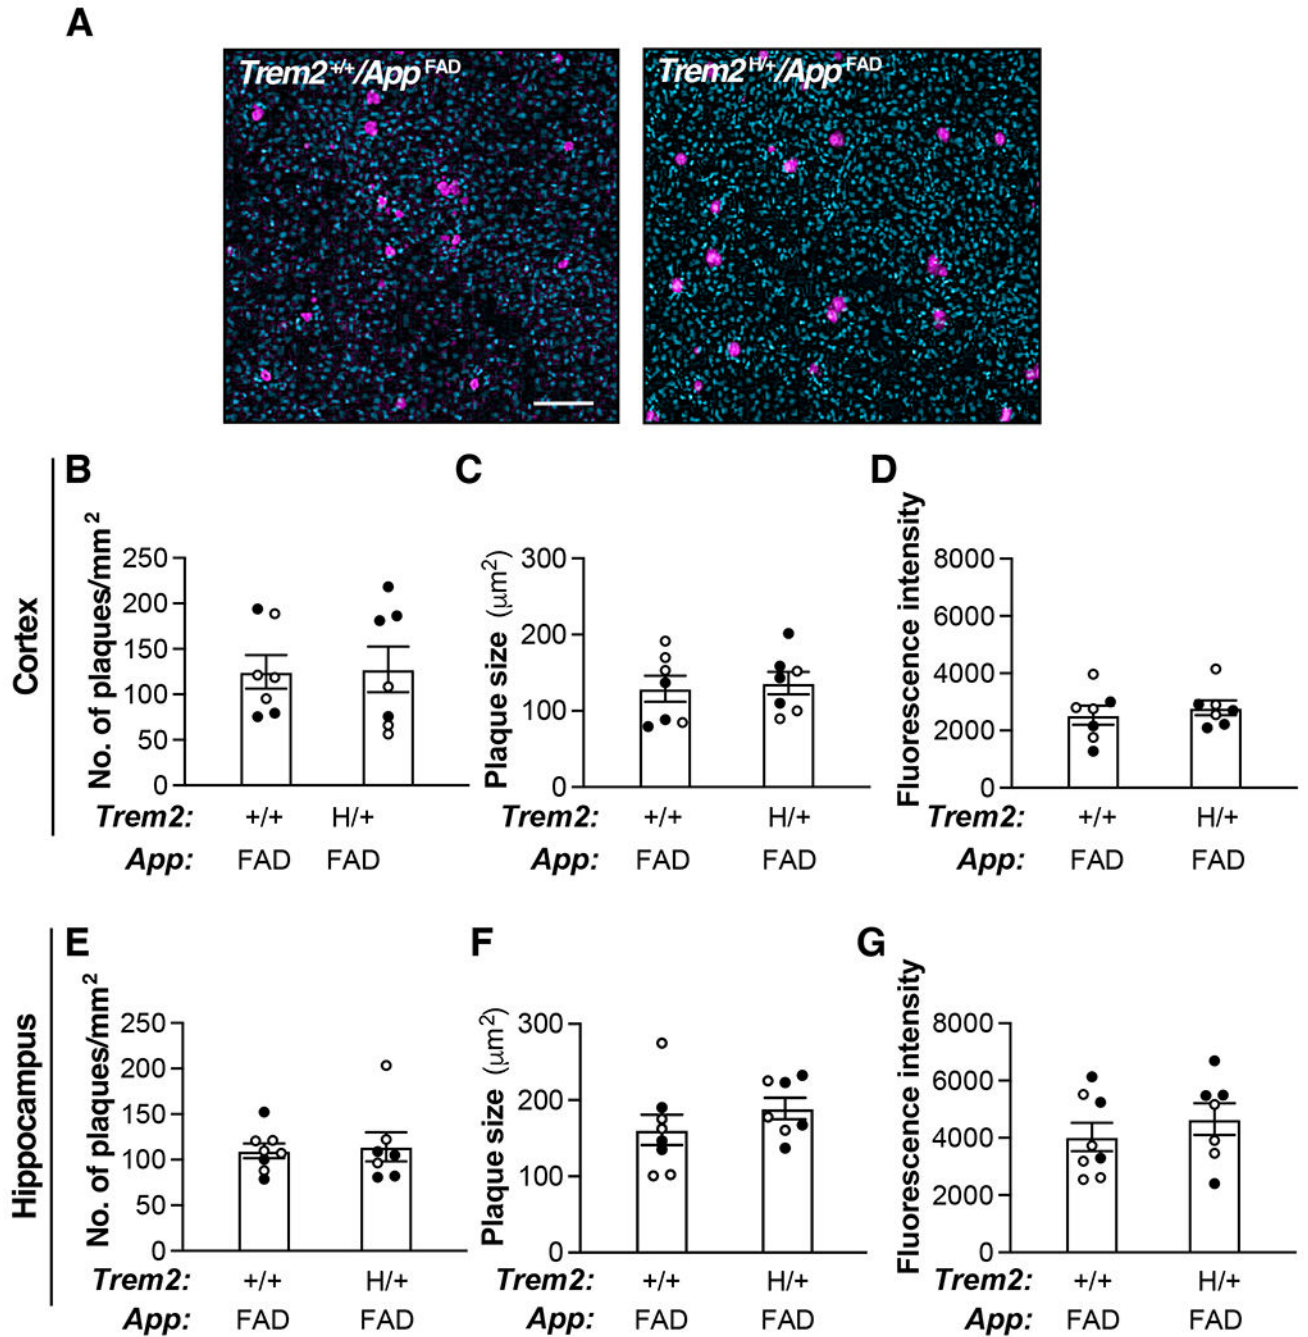 A
Trem2+/+/AppFAD
Trem2H/+/AppFAD
Cortex
B
No. of plaques/mm2
250
200
150
100
50
0
Trem2: +/+ H/+
App: FAD FAD
C
Plaque size (μm2)
300
200
100
0
Trem2: +/+ H/+
App: FAD FAD
D
Fluorescence intensity
8000
6000
4000
2000
0
Trem2: +/+ H/+
App: FAD FAD
Hippocampus
E
No. of plaques/mm2
250
200
150
100
50
0
Trem2: +/+ H/+
App: FAD FAD
F
Plaque size (μm2)
300
200
100
0
Trem2: +/+ H/+
App: FAD FAD
G
Fluorescence intensity
8000
6000
4000
2000
0
Trem2: +/+ H/+
App: FAD FAD